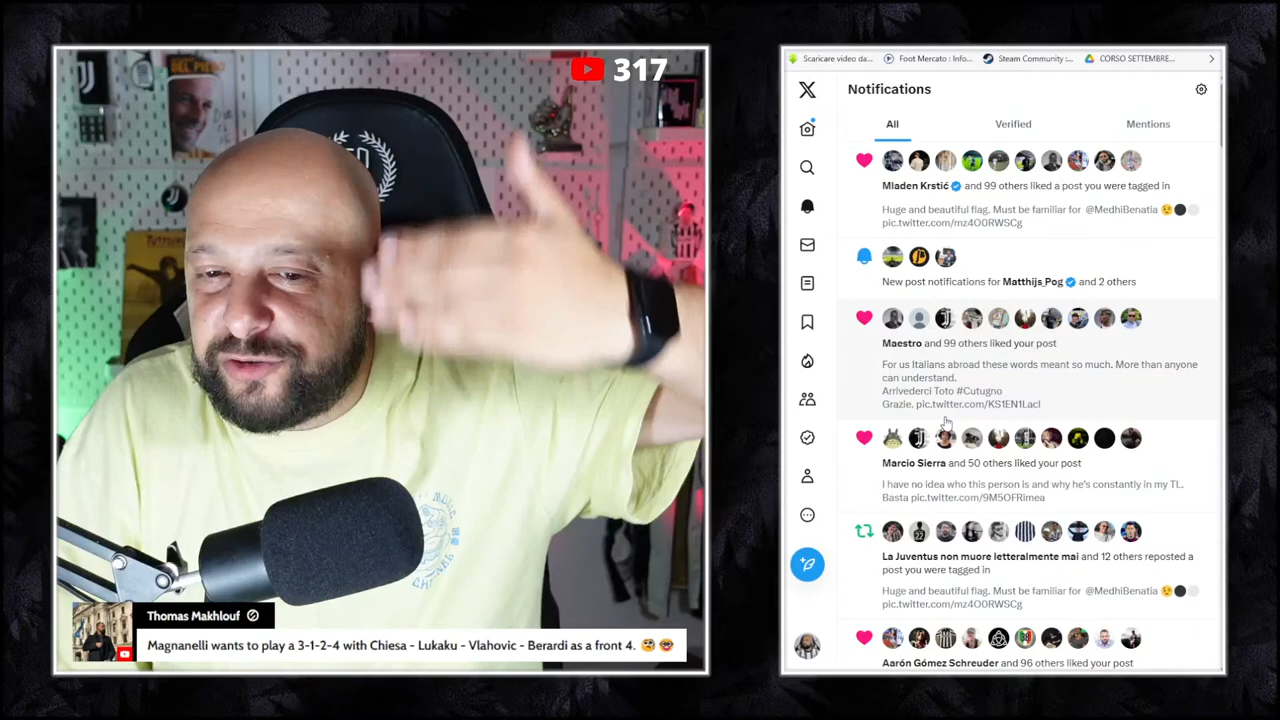 317
DEL PIERO
Thomas Makhlouf
Magnanelli wants to play a 3-1-2-4 with Chiesa - Lukaku - Vlahovic - Berardi as a front 4. 🧐 🤓
Scaricare video da...
Foot Mercato : Info...
Steam Community :...
CORSO SETTEMBRE...
Notifications
All
Verified
Mentions
Mladen Krstić and 99 others liked a post you were tagged in
Huge and beautiful flag. Must be familiar for @MedhiBenatia 😉⚫⚪
pic.twitter.com/mz4O0RWSCg
New post notifications for Matthijs_Pog and 2 others
Maestro and 99 others liked your post
For us Italians abroad these words meant so much. More than anyone
can understand.
Arrivederci Toto #Cutugno
Grazie. pic.twitter.com/KS1EN1LacI
Marcio Sierra and 50 others liked your post
I have no idea who this person is and why he's constantly in my TL.
Basta pic.twitter.com/9M5OFRimea
La Juventus non muore letteralmente mai and 12 others reposted a
post you were tagged in
Huge and beautiful flag. Must be familiar for @MedhiBenatia 😉⚫⚪
pic.twitter.com/mz4O0RWSCg
Aarón Gómez Schreuder and 96 others liked your post